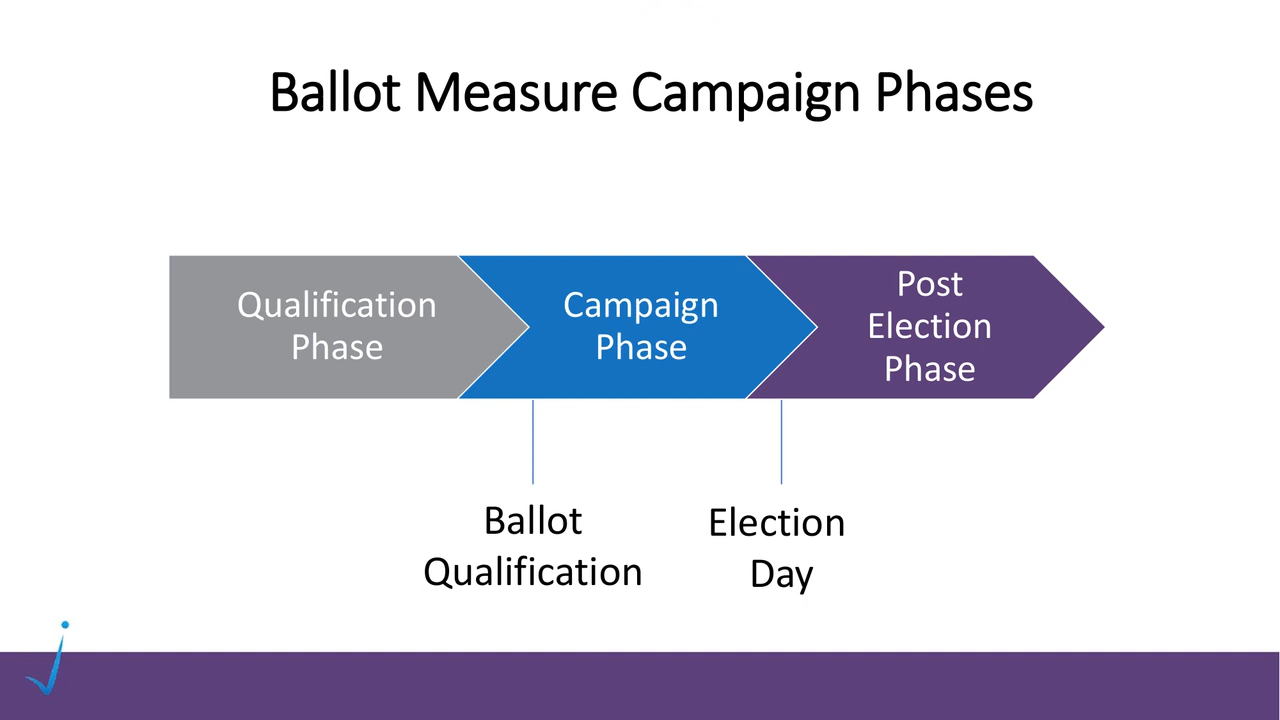 Ballot Measure Campaign Phases
Qualification
Phase
Campaign
Phase
Post
Election
Phase
Ballot
Qualification
Election
Day